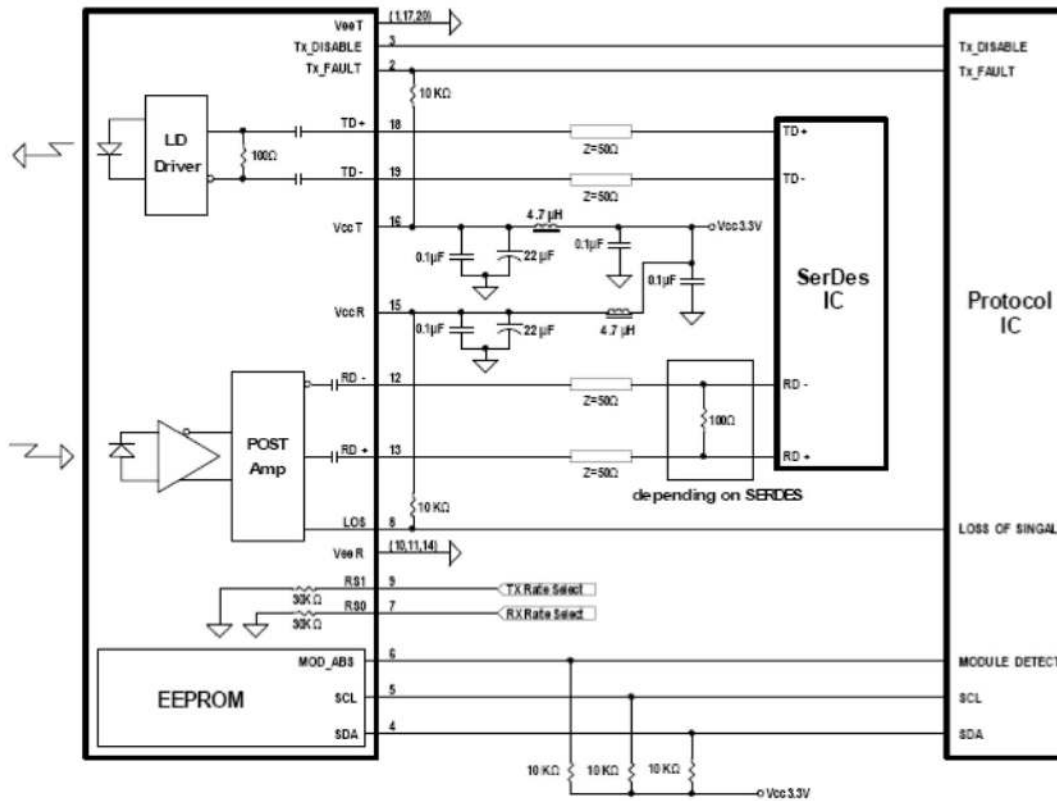 VeeT
(1,17,20)
Tx_DISABLE
3
Tx_DISABLE
Tx_FAULT
2
Tx_FAULT
10 KΩ
LD
Driver
100Ω
TD+
18
Z=50Ω
TD+
TD-
19
Z=50Ω
TD-
VccT
16
4.7 µH
Vcc3.3V
0.1µF
22 µF
0.1µF
0.1µF
SerDes
IC
Protocol
IC
VccR
15
0.1µF
22 µF
4.7 µH
RD -
12
Z=50Ω
RD -
100Ω
POST
Amp
RD +
13
Z=50Ω
RD +
depending on SERDES
10 KΩ
LOS
8
LOSS OF SINGAL
VeeR
(10,11,14)
RS1
9
30KΩ
TX Rate Select
RS0
7
30KΩ
RX Rate Select
MOD_ABS
6
MODULE DETECT
EEPROM
SCL
5
SCL
SDA
4
SDA
10 KΩ
10 KΩ
10 KΩ
Vcc3.3V